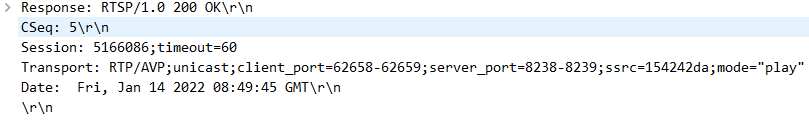 Response: RTSP/1.0 200 OK\r\n
CSeq: 5\r\n
Session: 5166086;timeout=60
Transport: RTP/AVP;unicast;client_port=62658-62659;server_port=8238-8239;ssrc=154242da;mode="play"
Date:  Fri, Jan 14 2022 08:49:45 GMT\r\n
\r\n